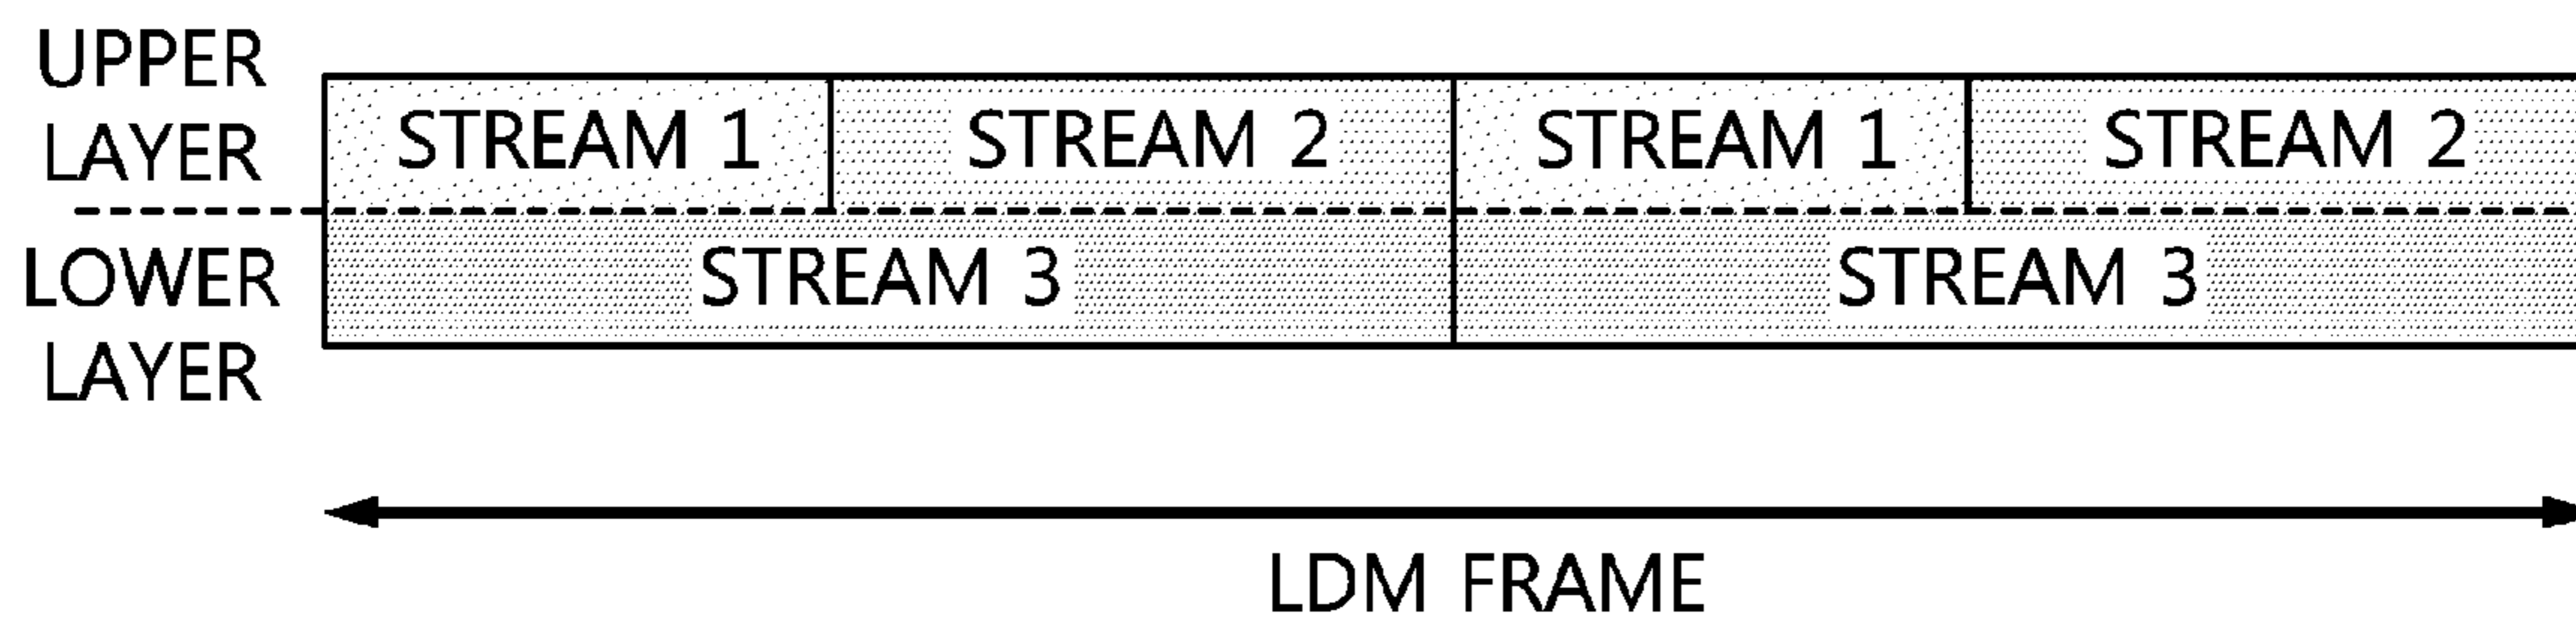 UPPER
LAYER
STREAM 1 STREAM 2 STREAM 1 STREAM 2
LOWER
LAYER
STREAM 3 STREAM 3
LDM FRAME